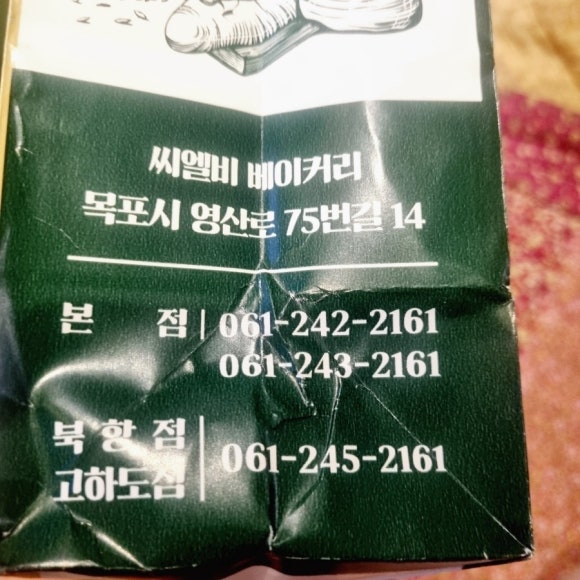 씨엘비 베이커리
목포시 영산로 75번길 14
본 점 | 061-242-2161
061-243-2161
북항점 | 061-245-2161
고하도점